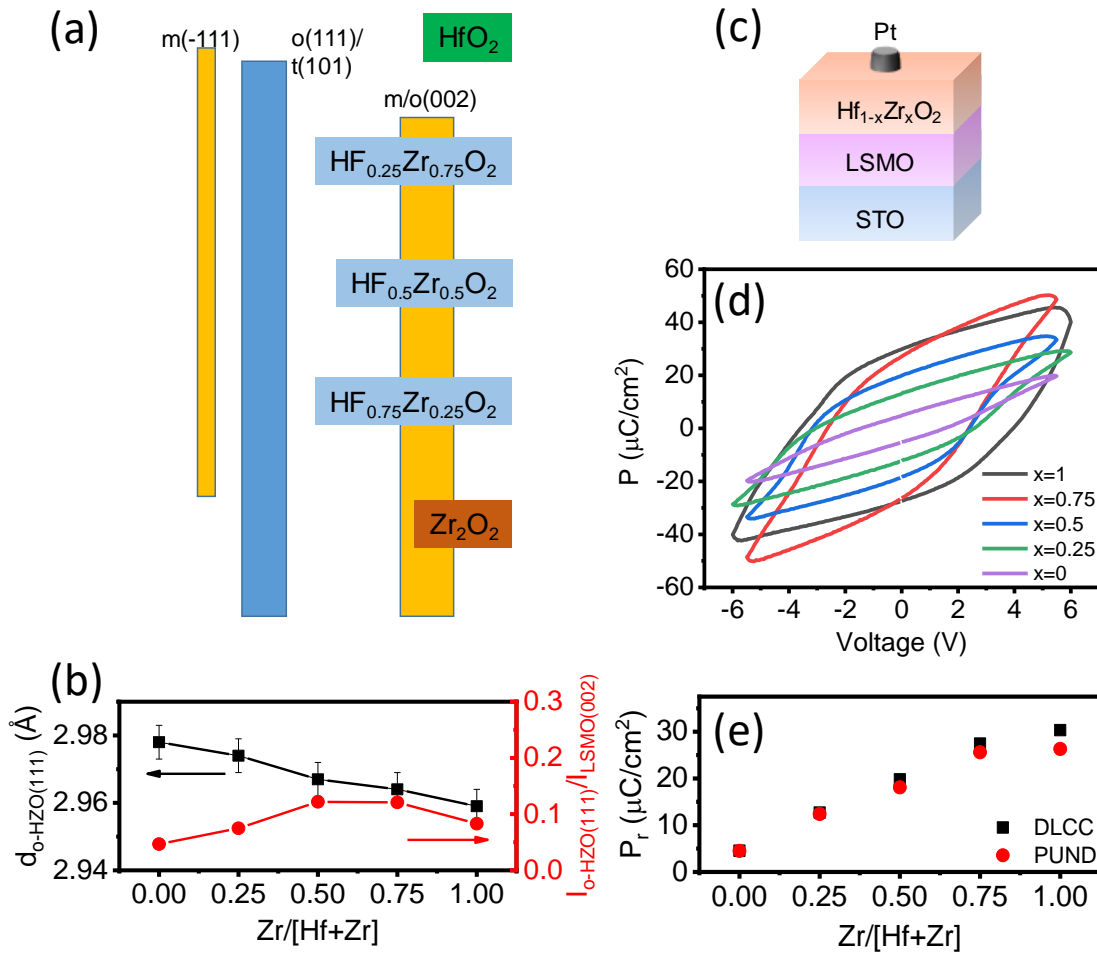 (a)
m(-111)
o(111)/
t(101)
HfO₂
m/o(002)
HF₀.₂₅Zr₀.₇₅O₂
HF₀.₅Zr₀.₅O₂
HF₀.₇₅Zr₀.₂₅O₂
Zr₂O₂
(b)
d₀₋HZO(111) (Å)
2.98
2.96
2.94
0.3
0.2
0.1
0.0
I₀₋HZO(111)/I_LSMO(002)
0.00 0.25 0.50 0.75 1.00
Zr/[Hf+Zr]
(c)
Pt
Hf₁₋ₓZrₓO₂
LSMO
STO
(d)
P (μC/cm²)
60
40
20
0
-20
-40
-60
x=1
x=0.75
x=0.5
x=0.25
x=0
-6 -4 -2 0 2 4 6
Voltage (V)
(e)
Pᵣ (μC/cm²)
30
20
10
0
DLCC
PUND
0.00 0.25 0.50 0.75 1.00
Zr/[Hf+Zr]